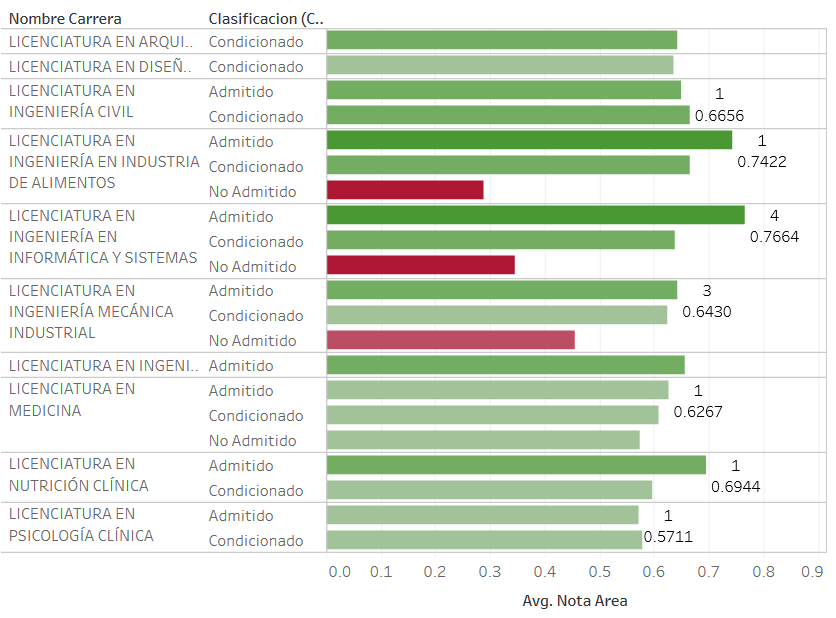 Nombre Carrera Clasificacion (C..
LICENCIATURA EN ARQUI.. Condicionado
LICENCIATURA EN DISEÑ.. Condicionado
LICENCIATURA EN
INGENIERÍA CIVIL
Admitido 1
Condicionado 0.6656
LICENCIATURA EN
INGENIERÍA EN INDUSTRIA
DE ALIMENTOS
Admitido 1
Condicionado 0.7422
No Admitido
LICENCIATURA EN
INGENIERÍA EN
INFORMÁTICA Y SISTEMAS
Admitido 4
Condicionado 0.7664
No Admitido
LICENCIATURA EN
INGENIERÍA MECÁNICA
INDUSTRIAL
Admitido 3
Condicionado 0.6430
No Admitido
LICENCIATURA EN INGENI.. Admitido
LICENCIATURA EN
MEDICINA
Admitido 1
Condicionado 0.6267
No Admitido
LICENCIATURA EN
NUTRICIÓN CLÍNICA
Admitido 1
Condicionado 0.6944
LICENCIATURA EN
PSICOLOGÍA CLÍNICA
Admitido 1
Condicionado 0.5711
0.0 0.1 0.2 0.3 0.4 0.5 0.6 0.7 0.8 0.9
Avg. Nota Area